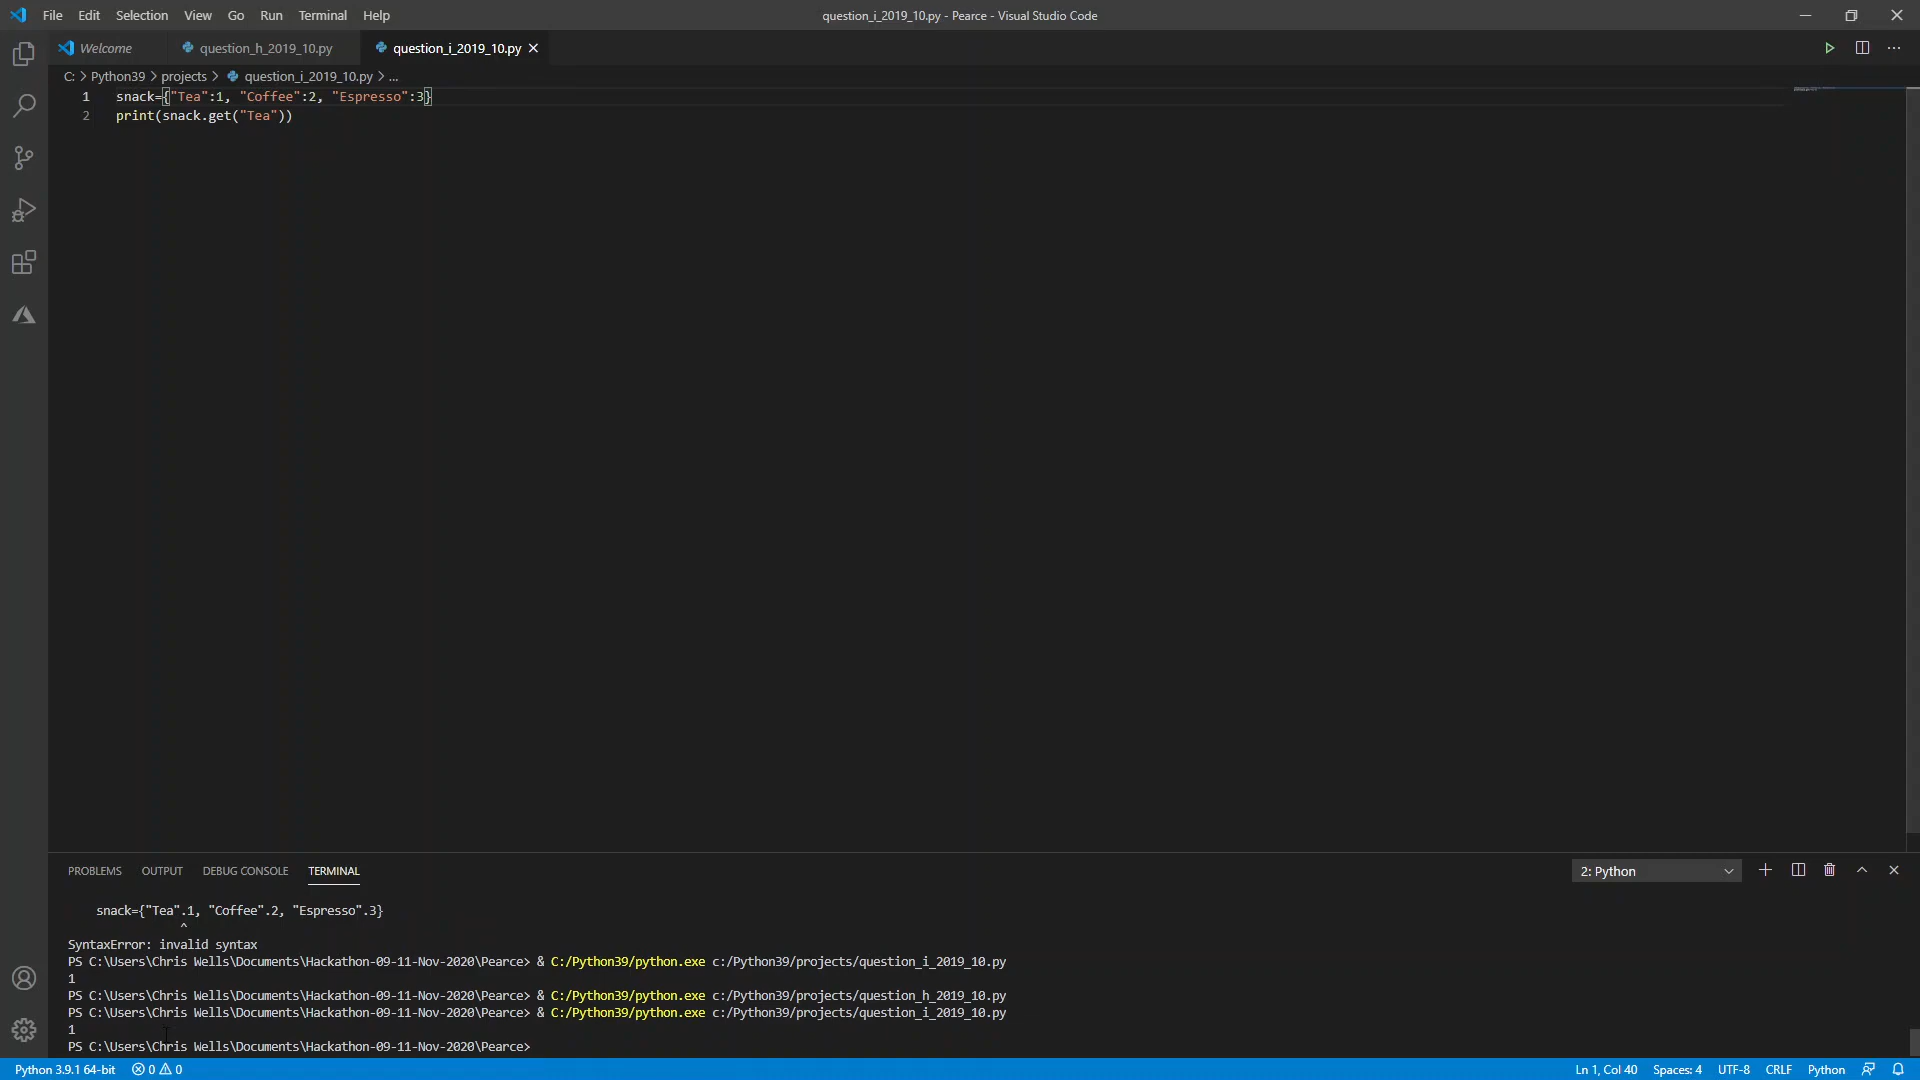 File Edit Selection View Go Run Terminal Help
question_i_2019_10.py - Pearce - Visual Studio Code
Welcome question_h_2019_10.py question_i_2019_10.py
C: > Python39 > projects > question_i_2019_10.py > ...
1 snack={"Tea":1, "Coffee":2, "Espresso":3}
2 print(snack.get("Tea"))
PROBLEMS OUTPUT DEBUG CONSOLE TERMINAL
2: Python
snack={"Tea".1, "Coffee".2, "Espresso".3}
^
SyntaxError: invalid syntax
PS C:\Users\Chris Wells\Documents\Hackathon-09-11-Nov-2020\Pearce> & C:/Python39/python.exe c:/Python39/projects/question_i_2019_10.py
1
PS C:\Users\Chris Wells\Documents\Hackathon-09-11-Nov-2020\Pearce> & C:/Python39/python.exe c:/Python39/projects/question_h_2019_10.py
PS C:\Users\Chris Wells\Documents\Hackathon-09-11-Nov-2020\Pearce> & C:/Python39/python.exe c:/Python39/projects/question_i_2019_10.py
1
PS C:\Users\Chris Wells\Documents\Hackathon-09-11-Nov-2020\Pearce>
Python 3.9.1 64-bit 0 0 Ln 1, Col 40 Spaces: 4 UTF-8 CRLF Python